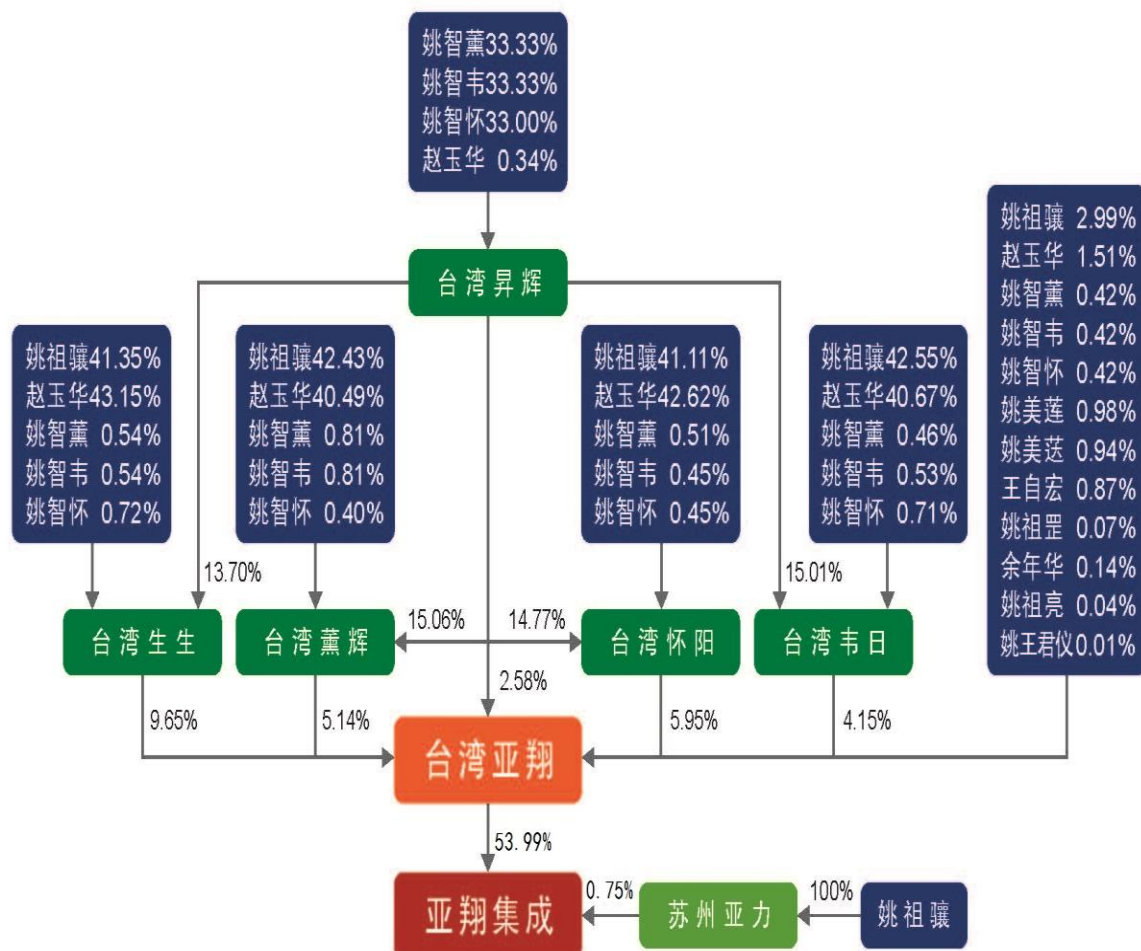 姚智薰33.33%
姚智韦33.33%
姚智怀33.00%
赵玉华 0.34%
台湾昇辉
姚祖骧41.35%
赵玉华43.15%
姚智薰 0.54%
姚智韦 0.54%
姚智怀 0.72%
姚祖骧42.43%
赵玉华40.49%
姚智薰 0.81%
姚智韦 0.81%
姚智怀 0.40%
姚祖骧41.11%
赵玉华42.62%
姚智薰 0.51%
姚智韦 0.45%
姚智怀 0.45%
姚祖骧42.55%
赵玉华40.67%
姚智薰 0.46%
姚智韦 0.53%
姚智怀 0.71%
姚祖骧 2.99%
赵玉华 1.51%
姚智薰 0.42%
姚智韦 0.42%
姚智怀 0.42%
姚美莲 0.98%
姚美荙 0.94%
王自宏 0.87%
姚祖罡 0.07%
余年华 0.14%
姚祖亮 0.04%
姚王君仪0.01%
13.70%
15.01%
台湾生生
台湾薰辉
15.06%
14.77%
台湾怀阳
台湾韦日
2.58%
9.65%
5.14%
5.95%
4.15%
台湾亚翔
53.99%
亚翔集成
0.75%
苏州亚力
100%
姚祖骧